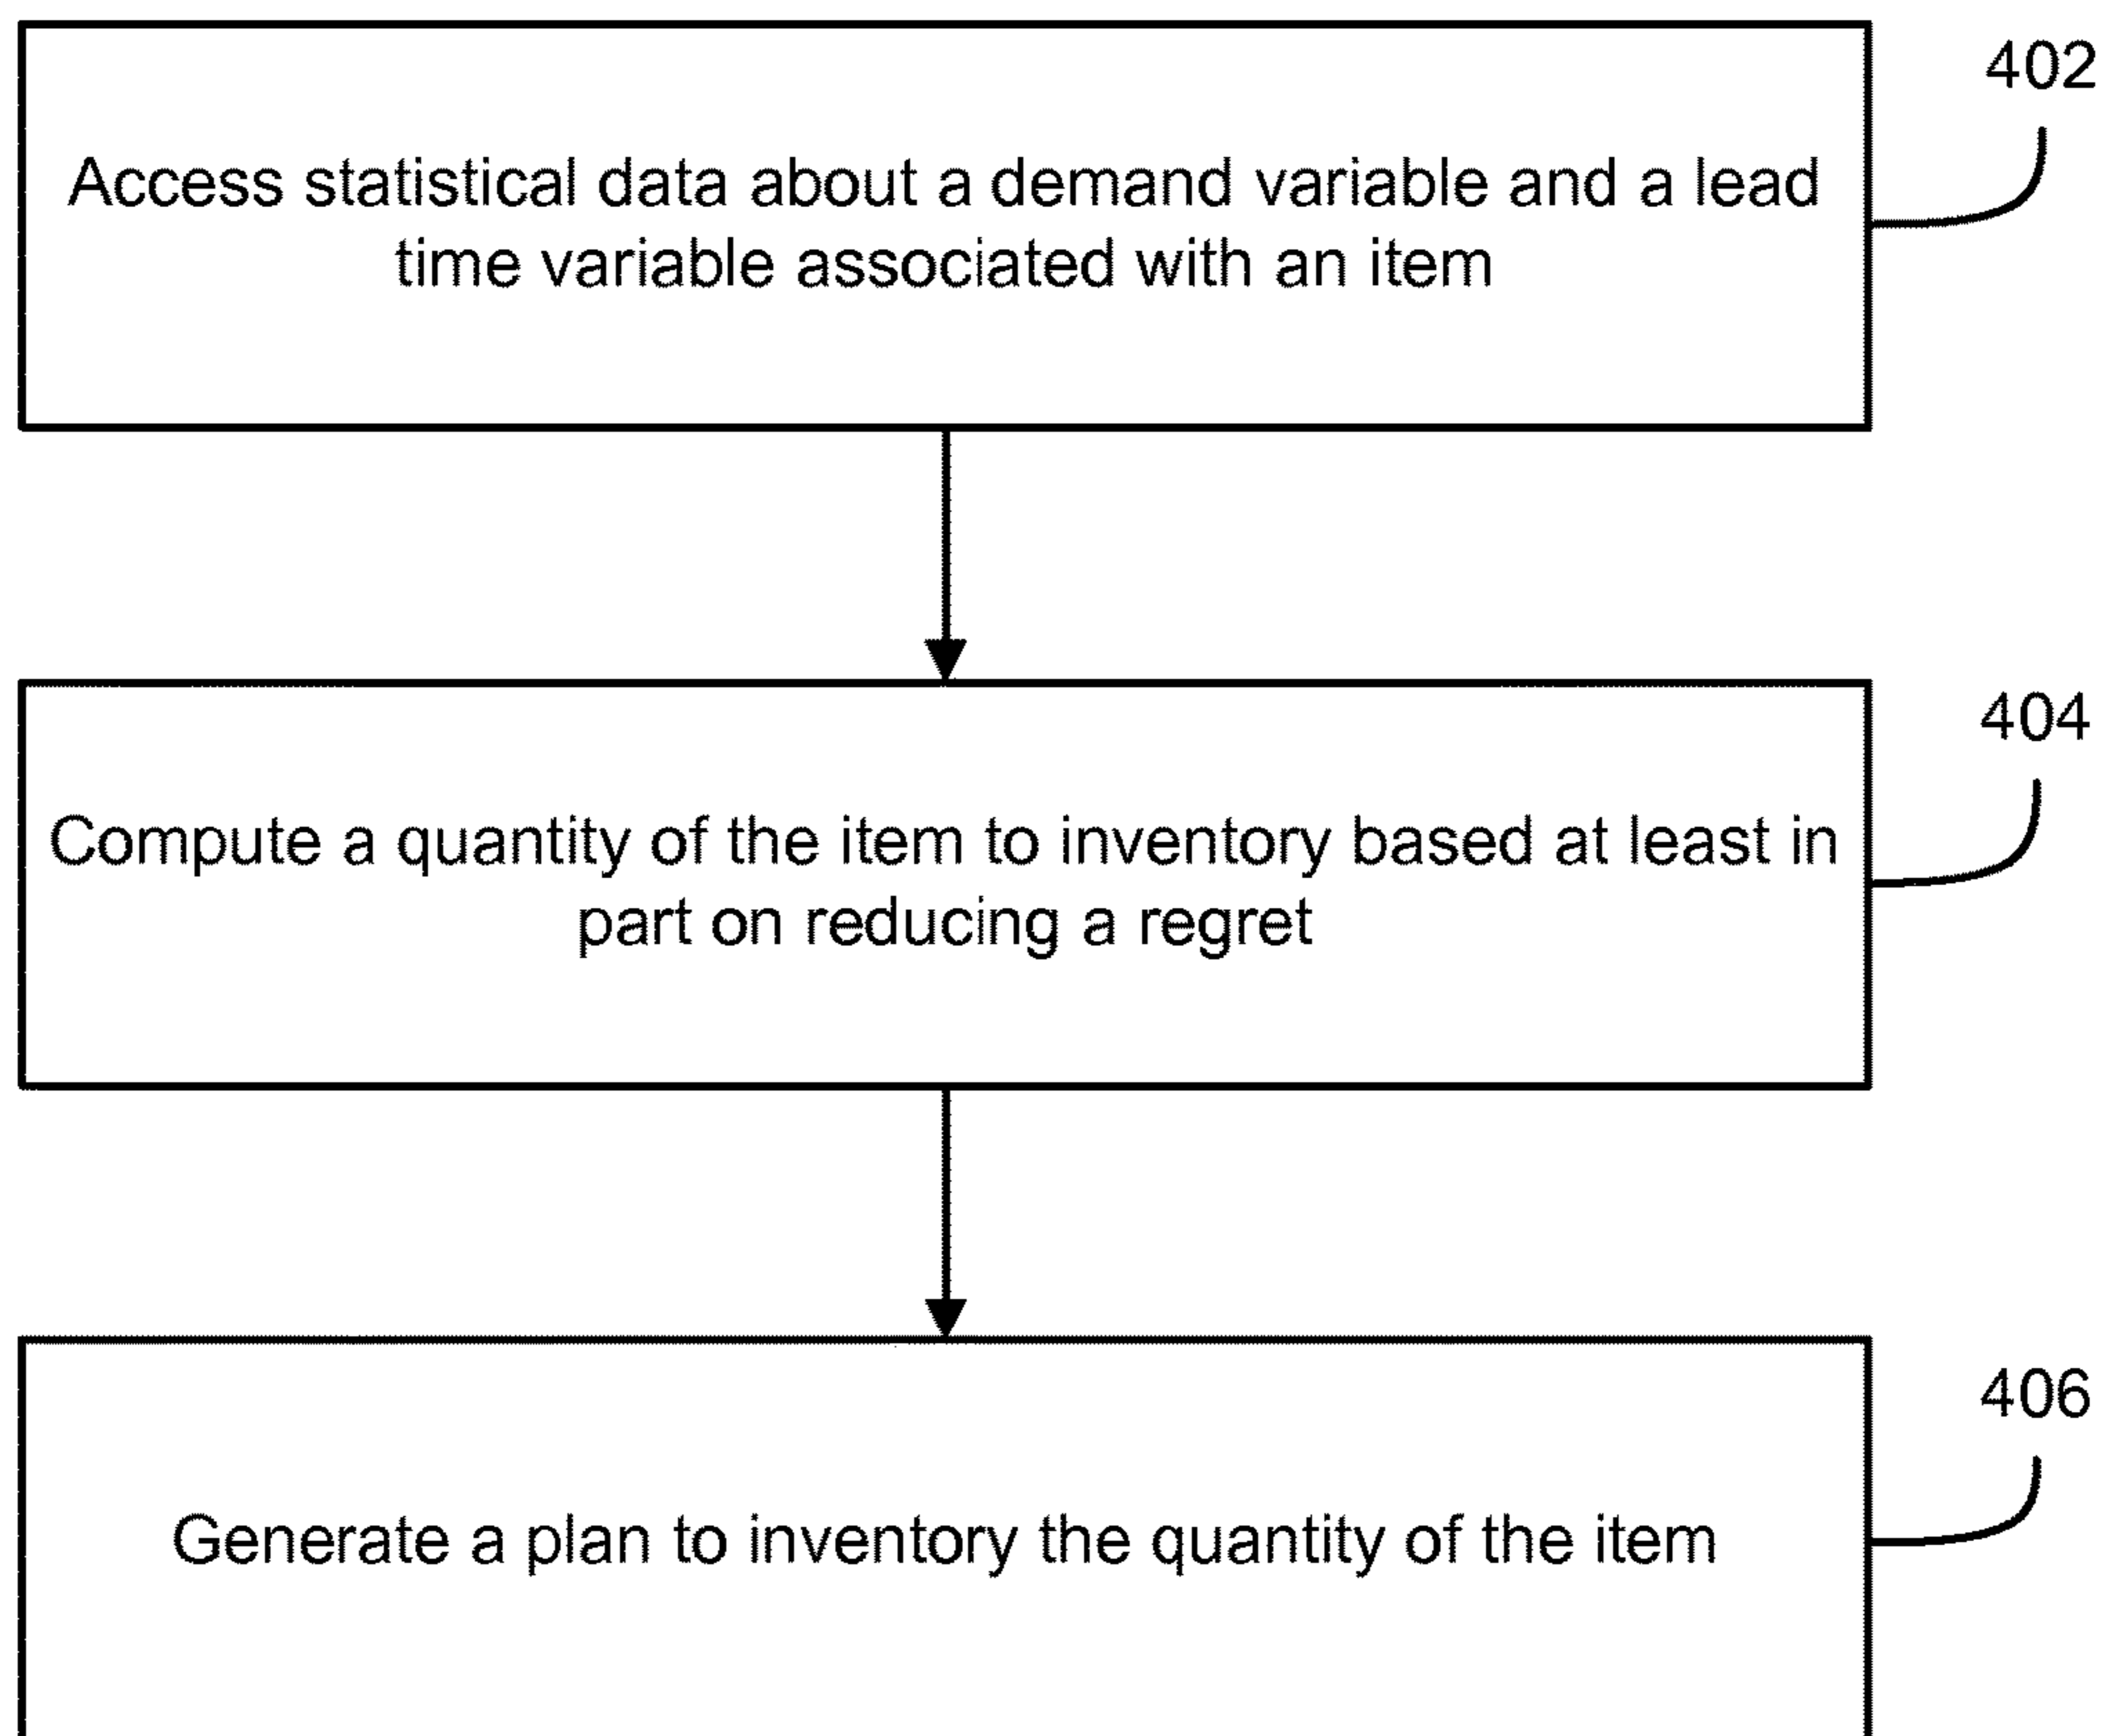 402
Access statistical data about a demand variable and a lead
time variable associated with an item
404
Compute a quantity of the item to inventory based at least in
part on reducing a regret
406
Generate a plan to inventory the quantity of the item